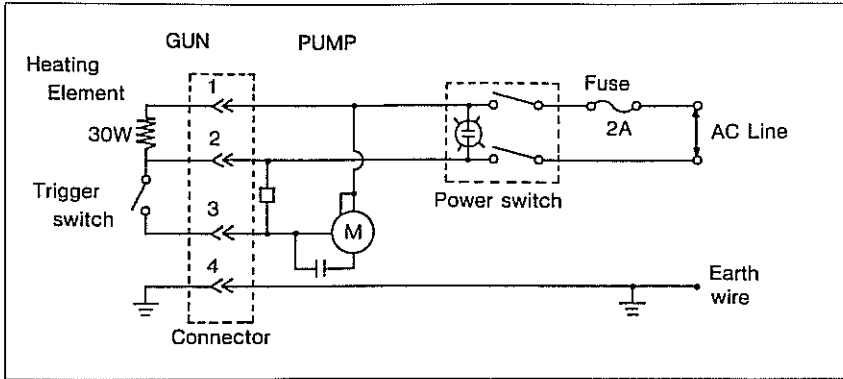 GUN PUMP
Heating
Element
30W
1
2
3
4
Trigger
switch
Connector
M
Power switch
Fuse
2A
AC Line
Earth
wire